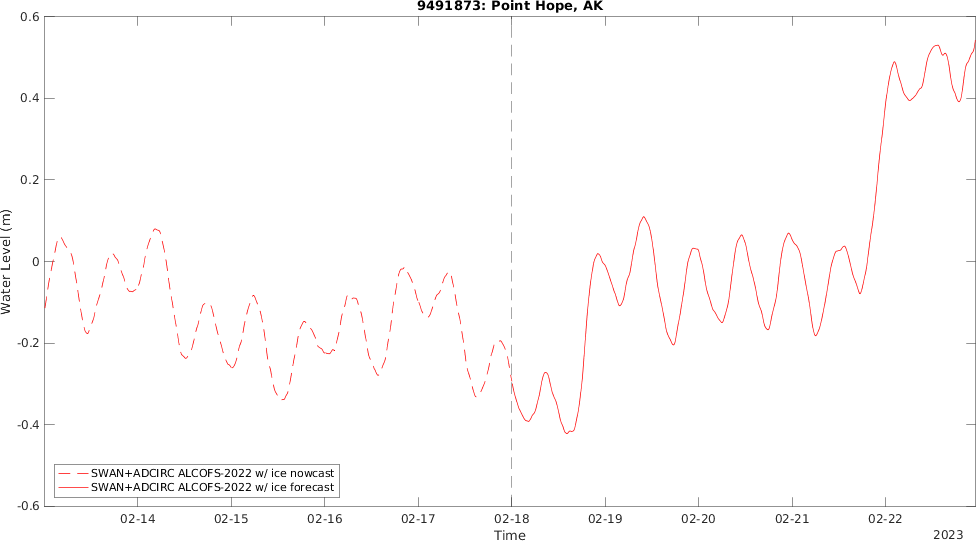 9491873: Point Hope, AK
0.6
0.4
0.2
0
-0.2
-0.4
-0.6
Water Level (m)
SWAN+ADCIRC ALCOFS-2022 w/ ice nowcast
SWAN+ADCIRC ALCOFS-2022 w/ ice forecast
02-14 02-15 02-16 02-17 02-18 02-19 02-20 02-21 02-22
Time
2023